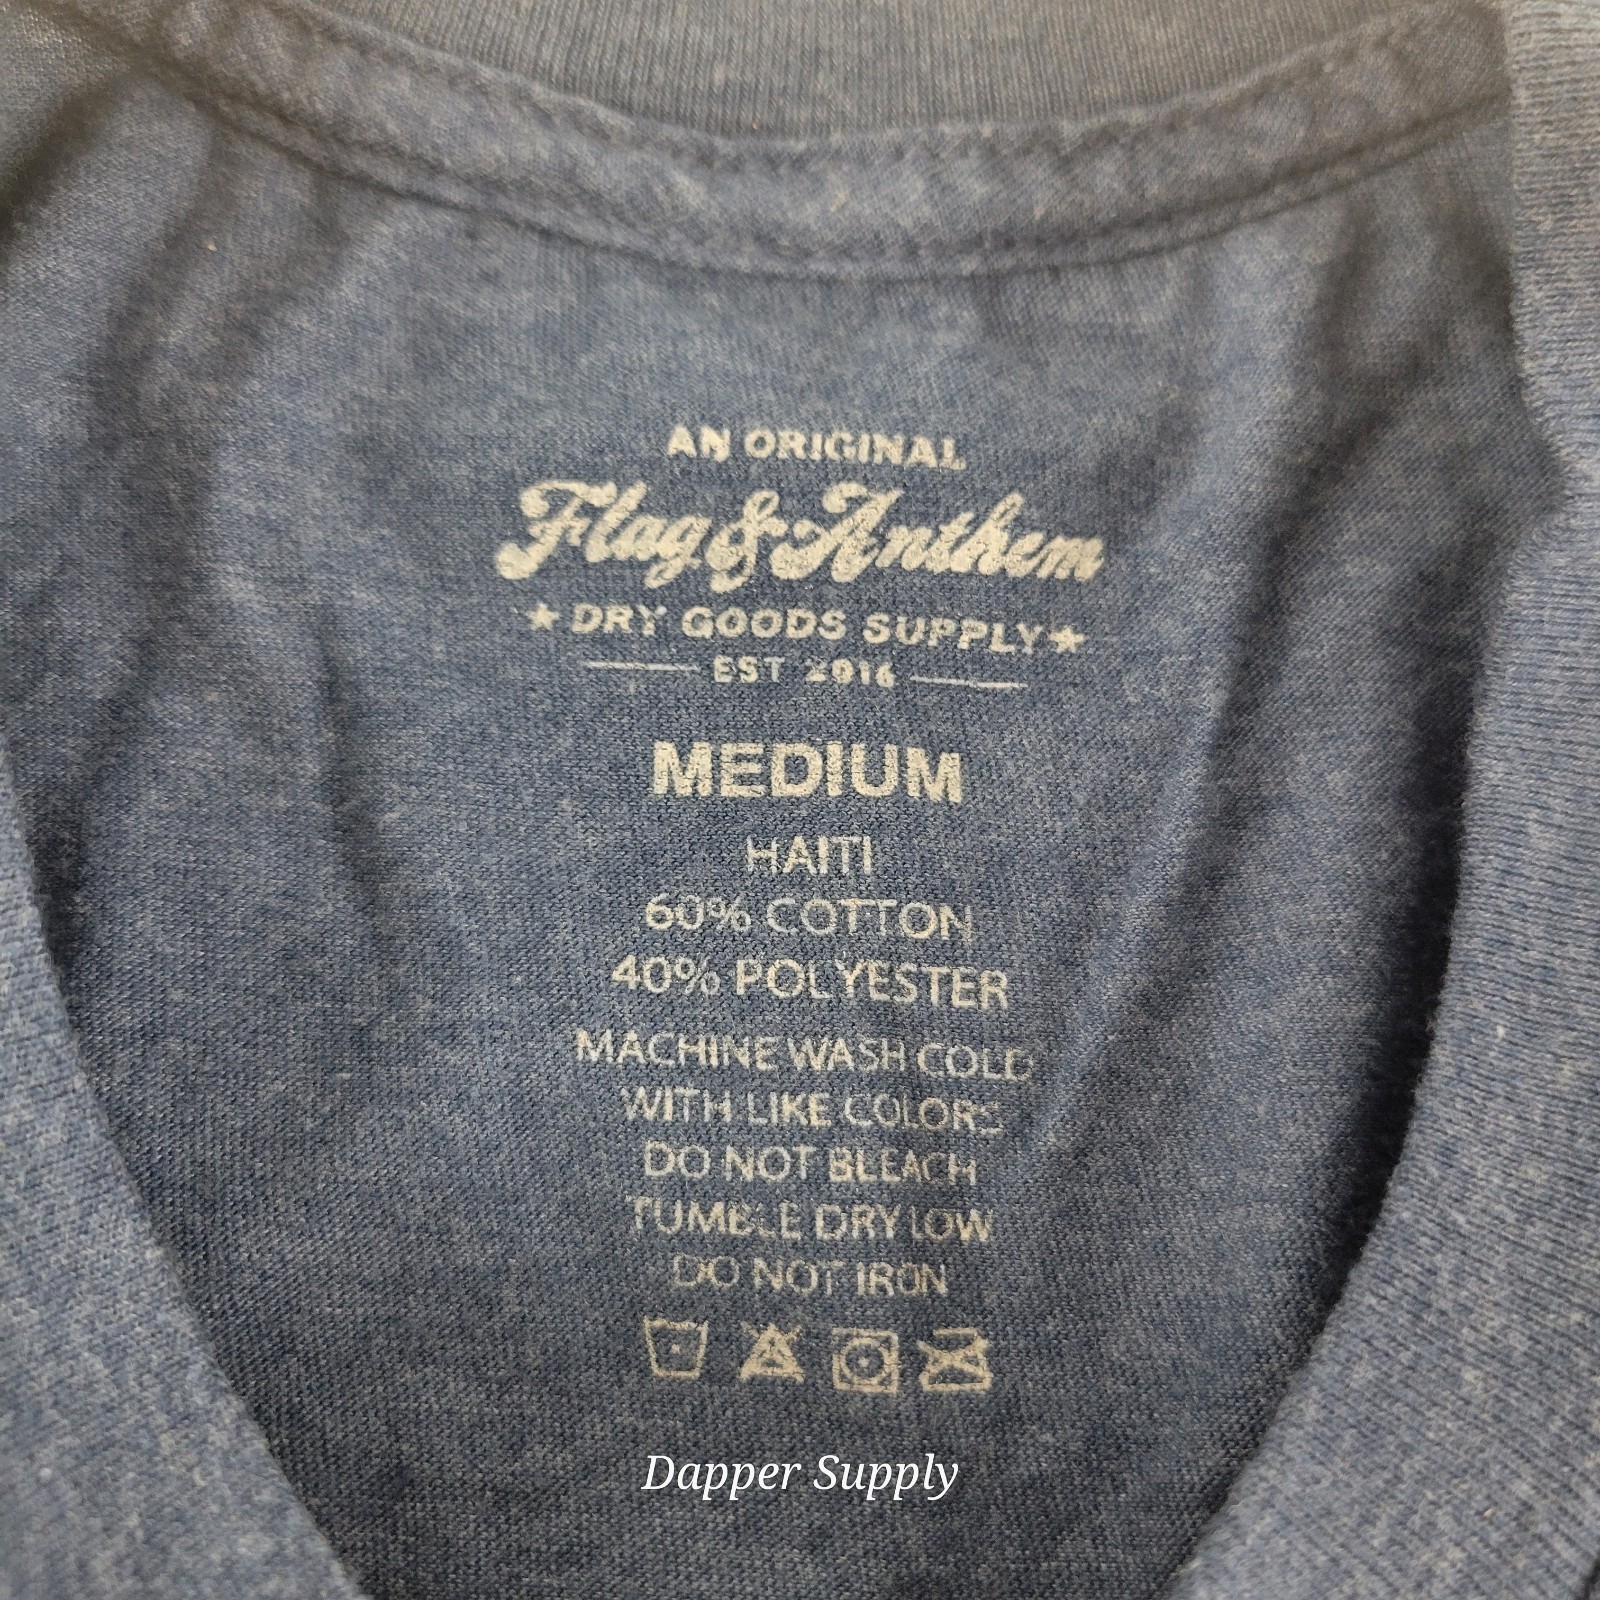 AN ORIGINAL
Flag & Anthem
★ DRY GOODS SUPPLY ★
EST 2016
MEDIUM
HAITI
60% COTTON
40% POLYESTER
MACHINE WASH COLD
WITH LIKE COLORS
DO NOT BLEACH
TUMBLE DRY LOW
DO NOT IRON
Dapper Supply